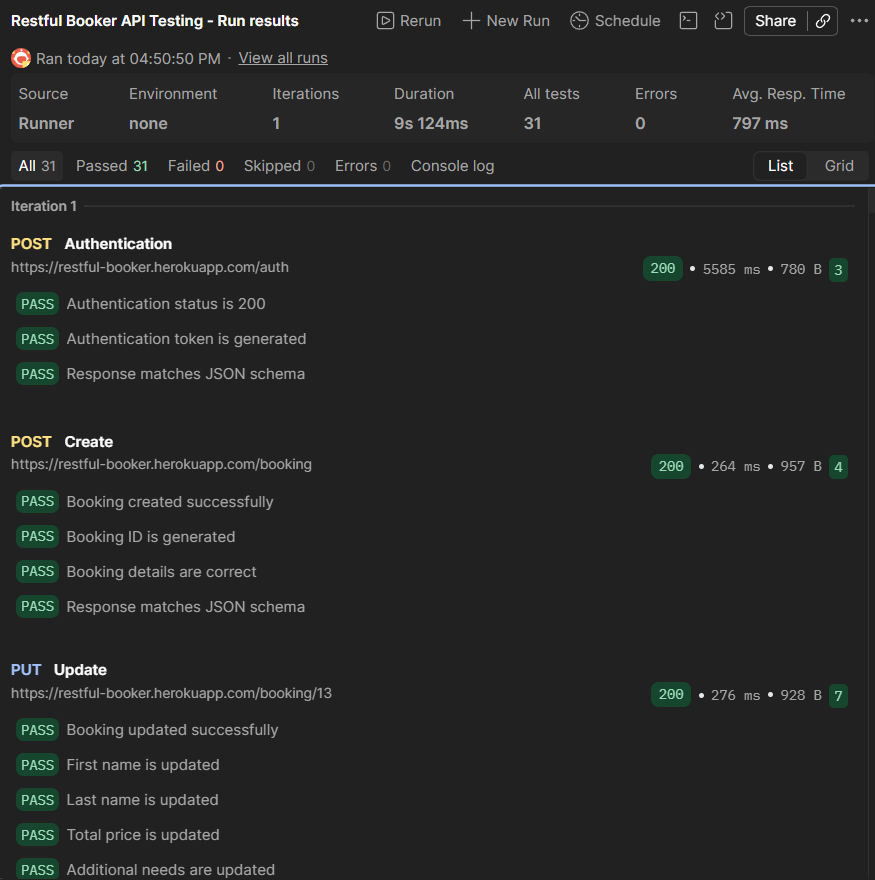 Restful Booker API Testing - Run results Rerun New Run Schedule Share
Ran today at 04:50:50 PM · View all runs
Source Environment Iterations Duration All tests Errors Avg. Resp. Time
Runner none 1 9s 124ms 31 0 797 ms
All 31 Passed 31 Failed 0 Skipped 0 Errors 0 Console log List Grid
Iteration 1
POST Authentication
https://restful-booker.herokuapp.com/auth 200 • 5585 ms • 780 B 3
PASS Authentication status is 200
PASS Authentication token is generated
PASS Response matches JSON schema
POST Create
https://restful-booker.herokuapp.com/booking 200 • 264 ms • 957 B 4
PASS Booking created successfully
PASS Booking ID is generated
PASS Booking details are correct
PASS Response matches JSON schema
PUT Update
https://restful-booker.herokuapp.com/booking/13 200 • 276 ms • 928 B 7
PASS Booking updated successfully
PASS First name is updated
PASS Last name is updated
PASS Total price is updated
PASS Additional needs are updated